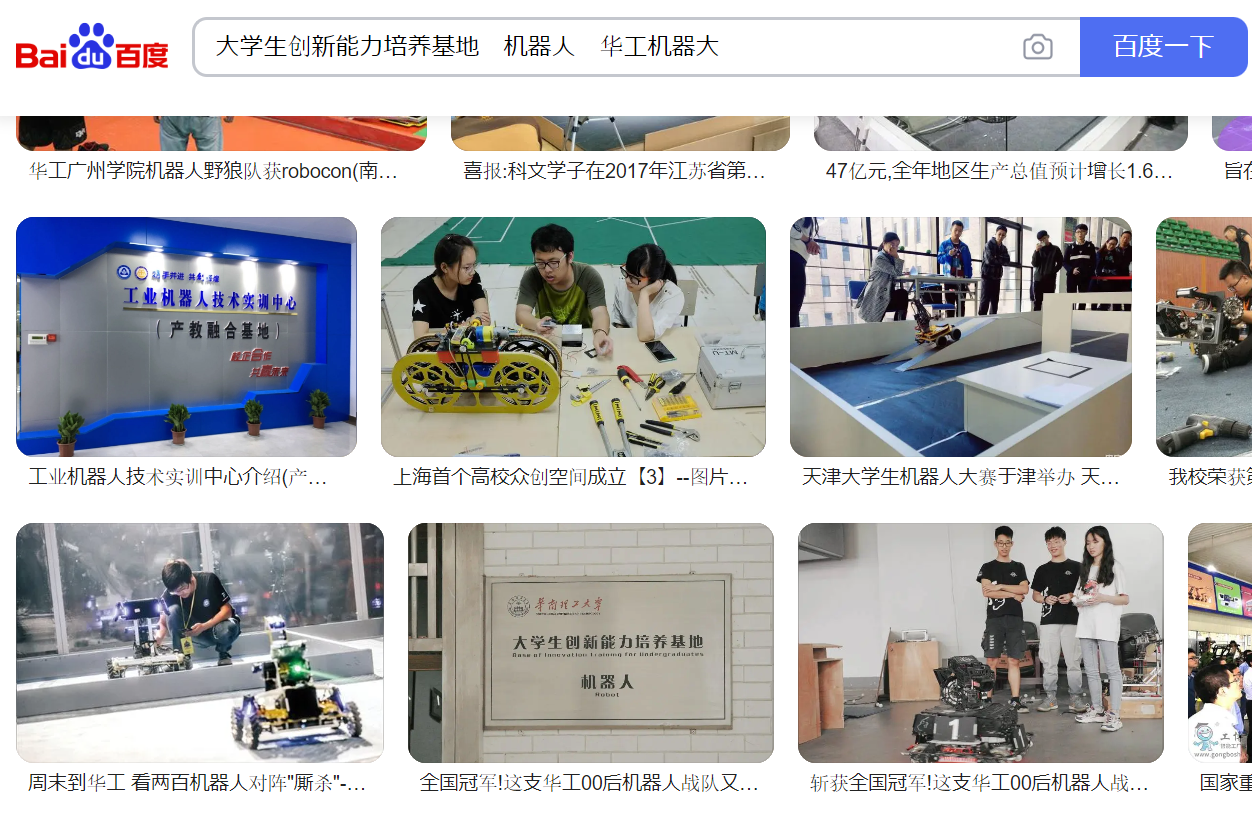 Bai du 百度
大学生创新能力培养基地 机器人 华工机器大
百度一下
华工广州学院机器人野狼队获robocon(南...
喜报:科文学子在2017年江苏省第...
47亿元,全年地区生产总值预计增长1.6...
旨在
工业机器人技术实训中心
(产教融合基地)
MT-U
工业机器人技术实训中心介绍(产...
上海首个高校众创空间成立【3】--图片...
天津大学生机器人大赛于津举办 天...
我校荣获第
华南理工大学
大学生创新能力培养基地
Base of Innovation Training for Undergraduates
机器人
Robot
1
周末到华工 看两百机器人对阵"厮杀"-...
全国冠军!这支华工00后机器人战队又...
斩获全国冠军!这支华工00后机器人战...
国家重